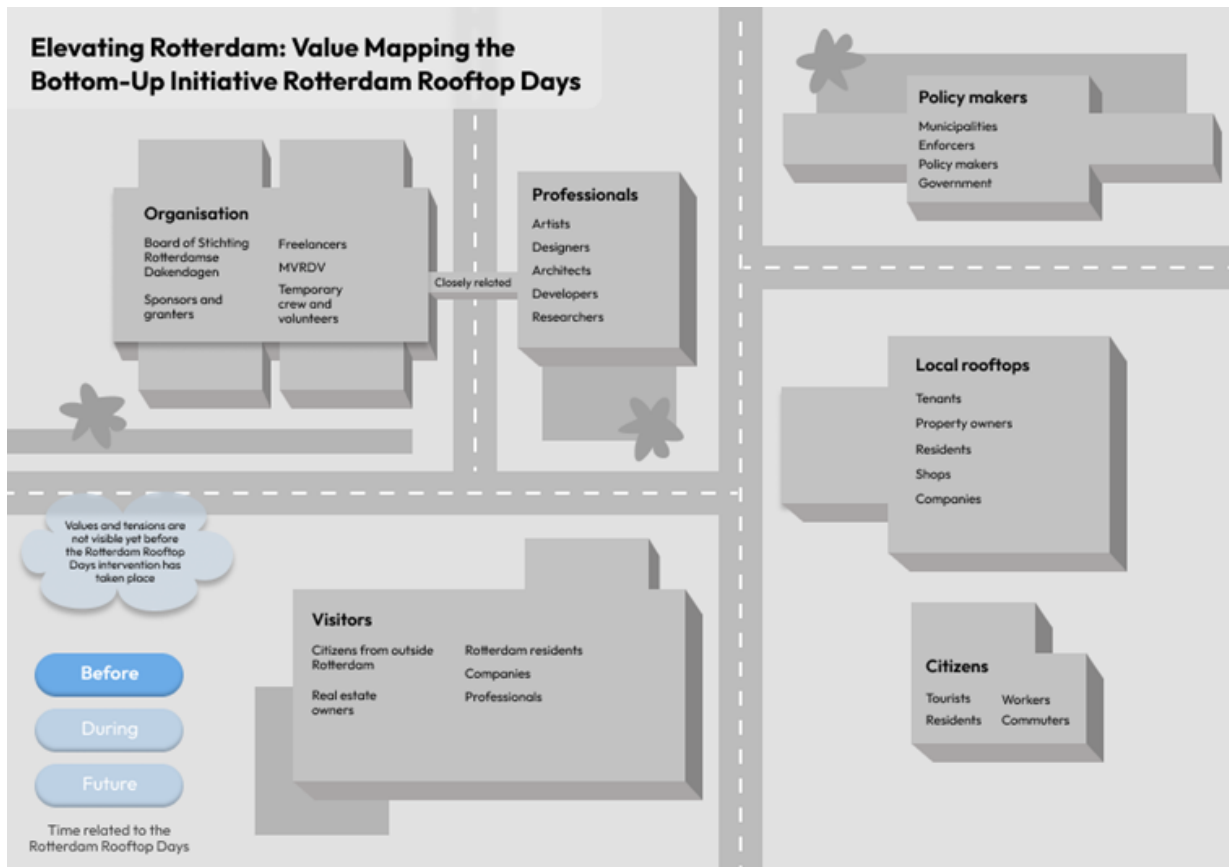 Elevating Rotterdam: Value Mapping the
Bottom-Up Initiative Rotterdam Rooftop Days
Organisation
Board of Stichting
Rotterdamse
Dakendagen
Sponsors and
granters
Freelancers
MVRDV
Temporary
crew and
volunteers
Closely related
Professionals
Artists
Designers
Architects
Developers
Researchers
Policy makers
Municipalities
Enforcers
Policy makers
Government
Local rooftops
Tenants
Property owners
Residents
Shops
Companies
Values and tensions are
not visible yet before
the Rotterdam Rooftop
Days intervention has
taken place
Before
During
Future
Time related to the
Rotterdam Rooftop Days
Visitors
Citizens from outside
Rotterdam
Real estate
owners
Rotterdam residents
Companies
Professionals
Citizens
Tourists
Residents
Workers
Commuters